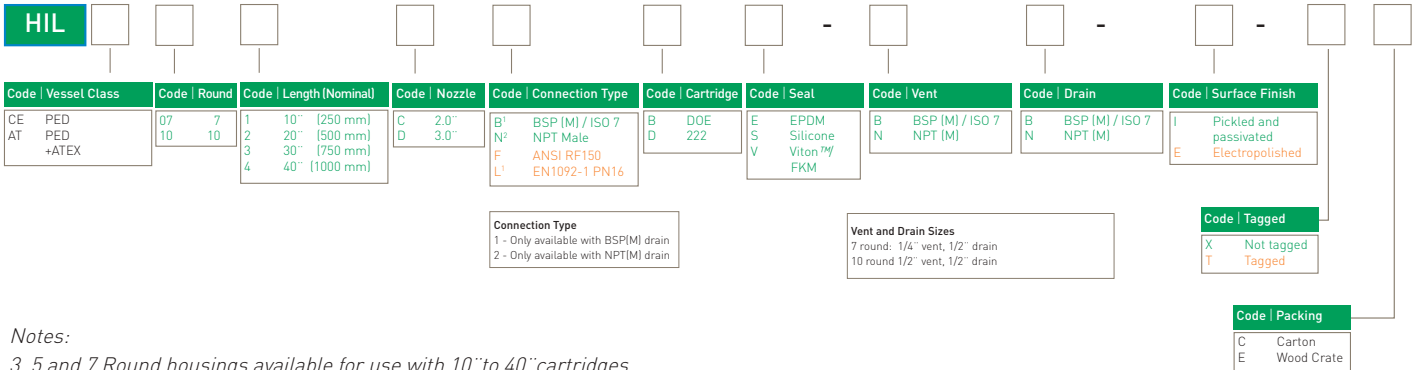 HIL - - -
Code | Vessel Class
CE PED
AT PED
+ATEX
Code | Round
07 7
10 10
Code | Length (Nominal)
1 10¨ (250 mm)
2 20¨ (500 mm)
3 30¨ (750 mm)
4 40¨ (1000 mm)
Code | Nozzle
C 2.0¨
D 3.0¨
Code | Connection Type
B¹ BSP (M) / ISO 7
N² NPT Male
F ANSI RF150
L¹ EN1092-1 PN16
Code | Cartridge
B DOE
D 222
Code | Seal
E EPDM
S Silicone
V Viton™/
FKM
Code | Vent
B BSP (M) / ISO 7
N NPT (M)
Code | Drain
B BSP (M) / ISO 7
N NPT (M)
Code | Surface Finish
I Pickled and
passivated
E Electropolished
Connection Type
1 - Only available with BSP(M) drain
2 - Only available with NPT(M) drain
Vent and Drain Sizes
7 round: 1/4¨ vent, 1/2¨ drain
10 round 1/2¨ vent, 1/2¨ drain
Code | Tagged
X Not tagged
T Tagged
Code | Packing
C Carton
E Wood Crate
Notes:
3, 5 and 7 Round housings available for use with 10¨to 40¨cartridges